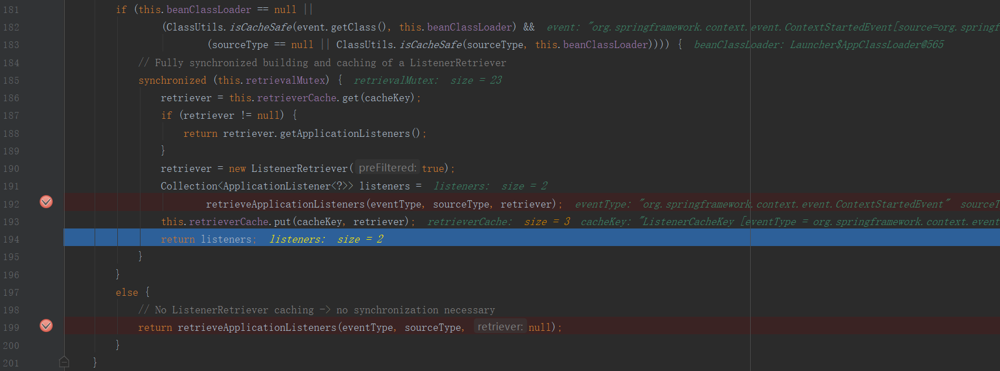 181 if (this.beanClassLoader == null ||
182 (ClassUtils.isCacheSafe(event.getClass(), this.beanClassLoader) && event: "org.springframework.context.event.ContextStartedEvent[source=org.springf
183 (sourceType == null || ClassUtils.isCacheSafe(sourceType, this.beanClassLoader)))) { beanClassLoader: Launcher$AppClassLoader@565
184 // Fully synchronized building and caching of a ListenerRetriever
185 synchronized (this.retrievalMutex) { retrievalMutex: size = 23
186 retriever = this.retrieverCache.get(cacheKey);
187 if (retriever != null) {
188 return retriever.getApplicationListeners();
189 }
190 retriever = new ListenerRetriever( preFiltered: true);
191 Collection<ApplicationListener<?>> listeners = listeners: size = 2
192 retrieveApplicationListeners(eventType, sourceType, retriever); eventType: "org.springframework.context.event.ContextStartedEvent" sourceT
193 this.retrieverCache.put(cacheKey, retriever); retrieverCache: size = 3 cacheKey: "ListenerCacheKey [eventType = org.springframework.context.event
194 return listeners; listeners: size = 2
195 }
196 }
197 else {
198 // No ListenerRetriever caching -> no synchronization necessary
199 return retrieveApplicationListeners(eventType, sourceType, retriever: null);
200 }
201 }